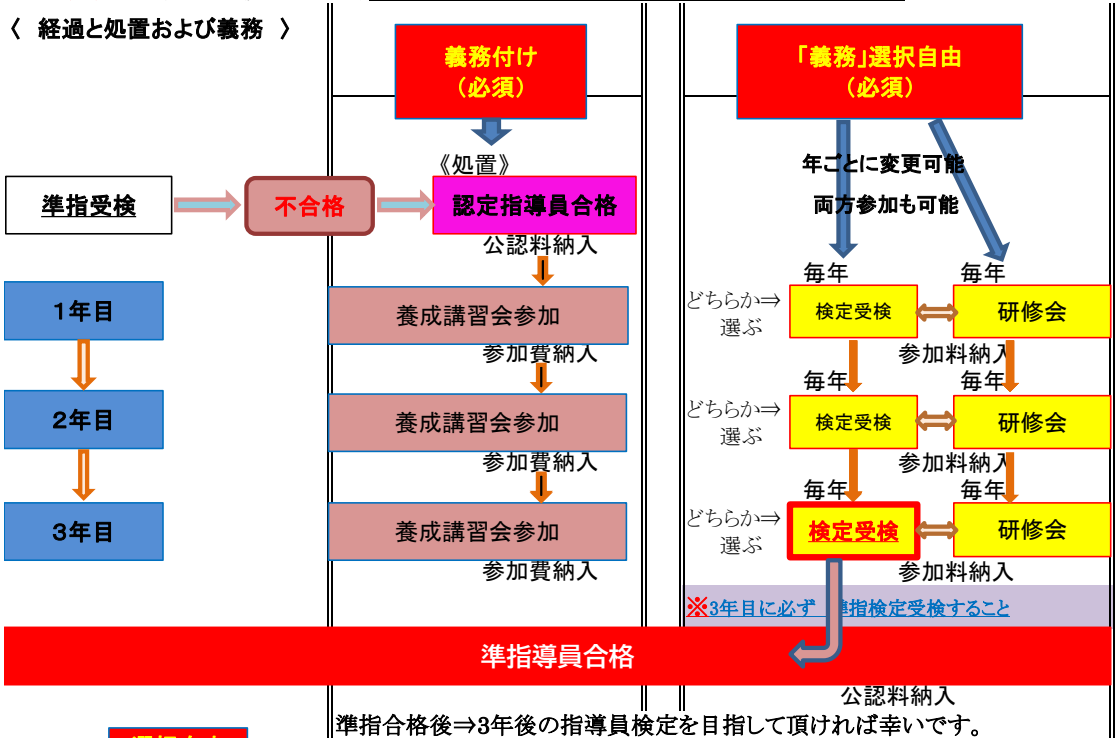 〈 経過と処置および義務 〉
義務付け
（必須）
「義務」選択自由
（必須）
《処置》
年ごとに変更可能
両方参加も可能
準指受検
不合格
認定指導員合格
公認料納入
毎年
毎年
1年目
養成講習会参加
どちらか⇒
選ぶ
検定受検
研修会
参加費納入
参加料納入
毎年
毎年
2年目
養成講習会参加
どちらか⇒
選ぶ
検定受検
研修会
参加費納入
参加料納入
毎年
毎年
3年目
養成講習会参加
どちらか⇒
選ぶ
検定受検
研修会
参加費納入
参加料納入
※3年目に必ず 準指検定受検すること
準指導員合格
公認料納入
準指合格後⇒3年後の指導員検定を目指して頂ければ幸いです。